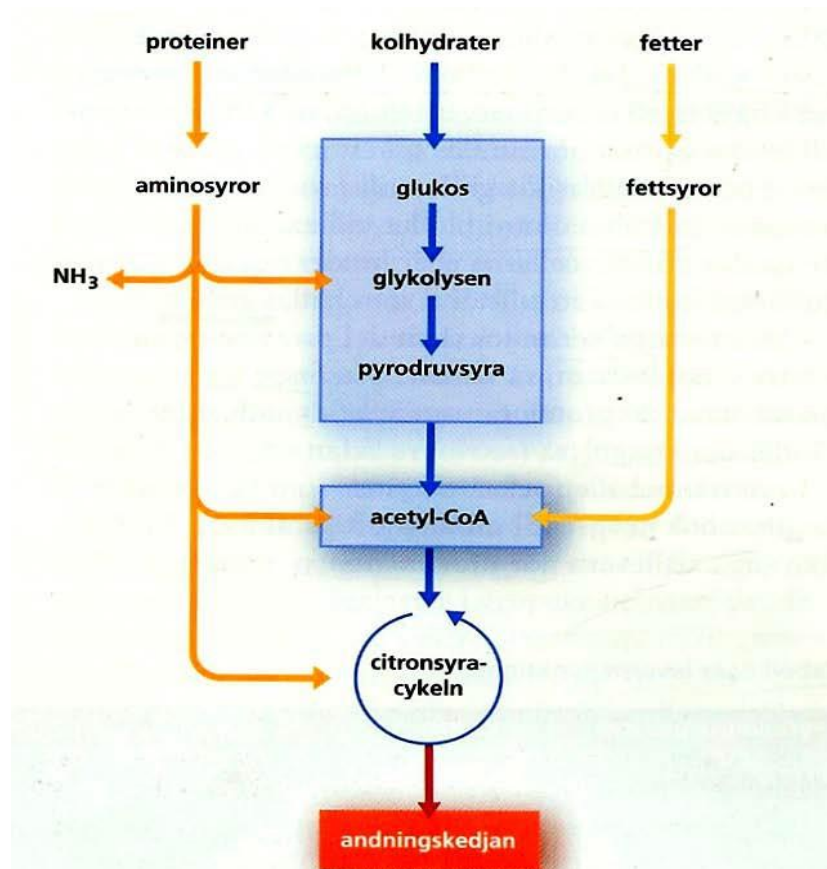 proteiner
kolhydrater
fetter
aminosyror
glukos
fettsyror
NH₃
glykolysen
pyrodruvsyra
acetyl-CoA
citronsyra-
cykeln
andningskedjan